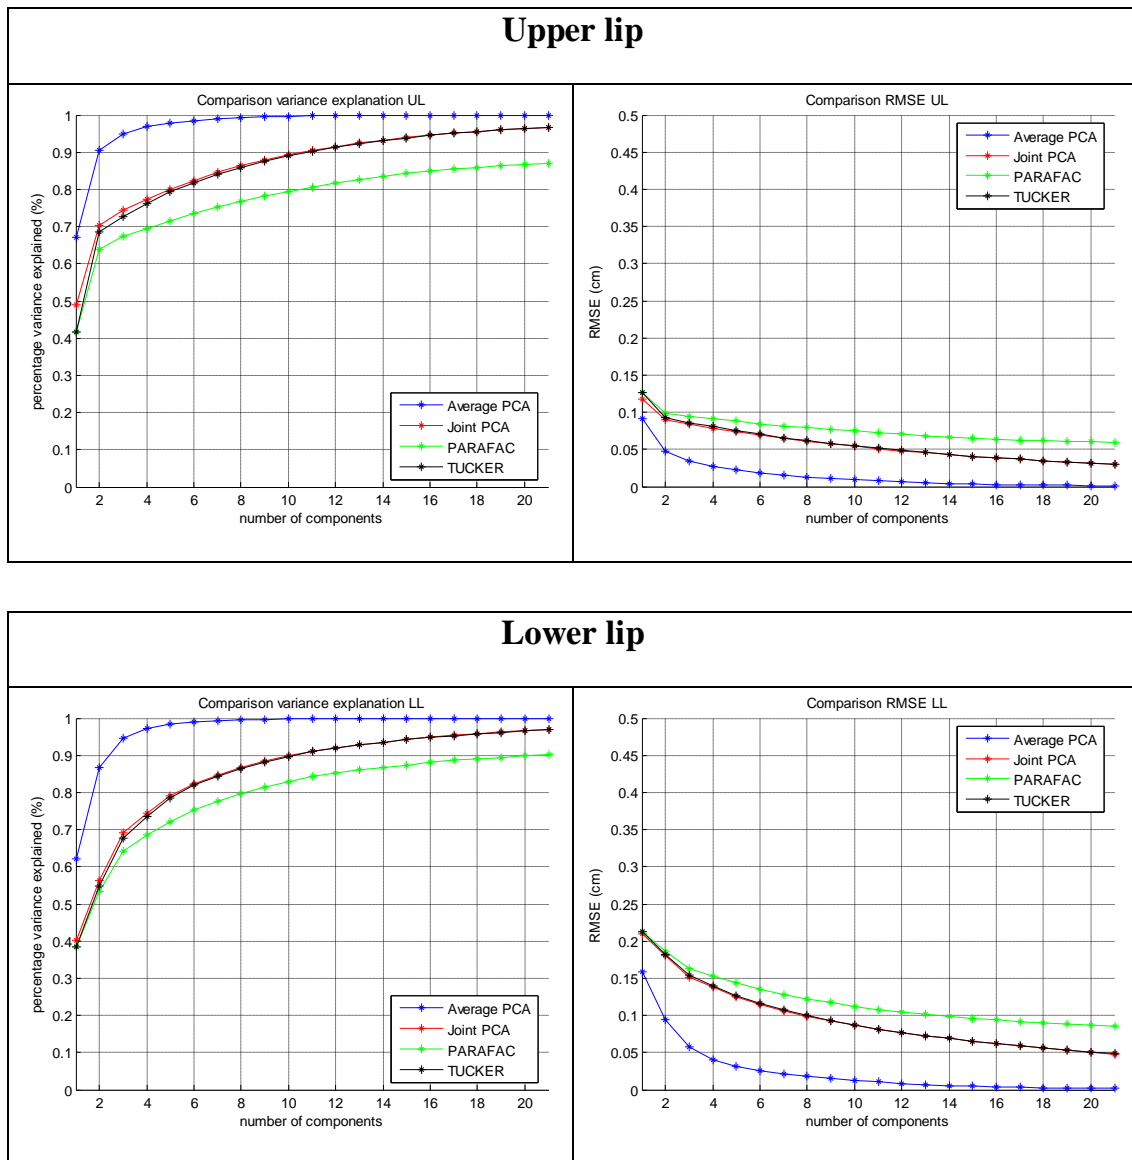 Upper lip
Comparison variance explanation UL
percentage variance explained (%)
1
0.9
0.8
0.7
0.6
0.5
0.4
0.3
0.2
0.1
0
2 4 6 8 10 12 14 16 18 20
number of components
Average PCA
Joint PCA
PARAFAC
TUCKER
Comparison RMSE UL
RMSE (cm)
0.5
0.45
0.4
0.35
0.3
0.25
0.2
0.15
0.1
0.05
0
2 4 6 8 10 12 14 16 18 20
number of components
Average PCA
Joint PCA
PARAFAC
TUCKER
Lower lip
Comparison variance explanation LL
percentage variance explained (%)
1
0.9
0.8
0.7
0.6
0.5
0.4
0.3
0.2
0.1
0
2 4 6 8 10 12 14 16 18 20
number of components
Average PCA
Joint PCA
PARAFAC
TUCKER
Comparison RMSE LL
RMSE (cm)
0.5
0.45
0.4
0.35
0.3
0.25
0.2
0.15
0.1
0.05
0
2 4 6 8 10 12 14 16 18 20
number of components
Average PCA
Joint PCA
PARAFAC
TUCKER